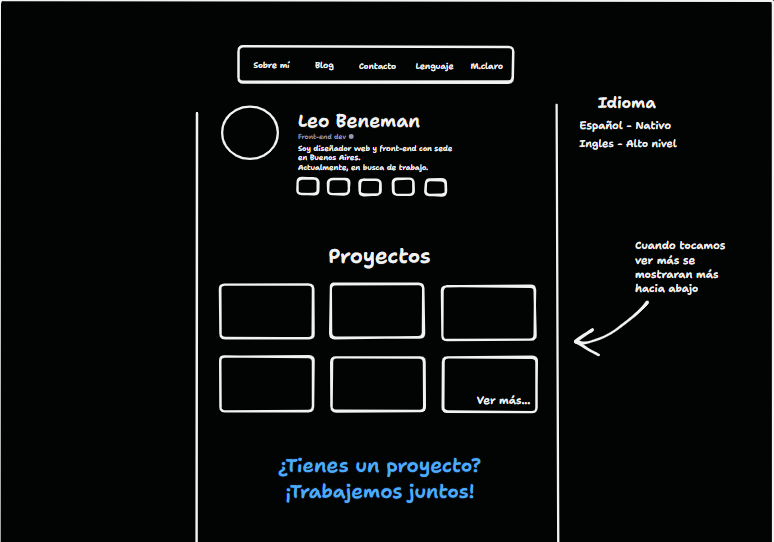 Sobre mí Blog Contacto Lenguaje M.claro
Leo Beneman
Front-end dev
Soy diseñador web y front-end con sede
en Buenos Aires.
Actualmente, en busca de trabajo.
Idioma
Español - Nativo
Ingles - Alto nivel
Proyectos
Cuando tocamos
ver más se
mostraran más
hacia abajo
Ver más...
¿Tienes un proyecto?
¡Trabajemos juntos!